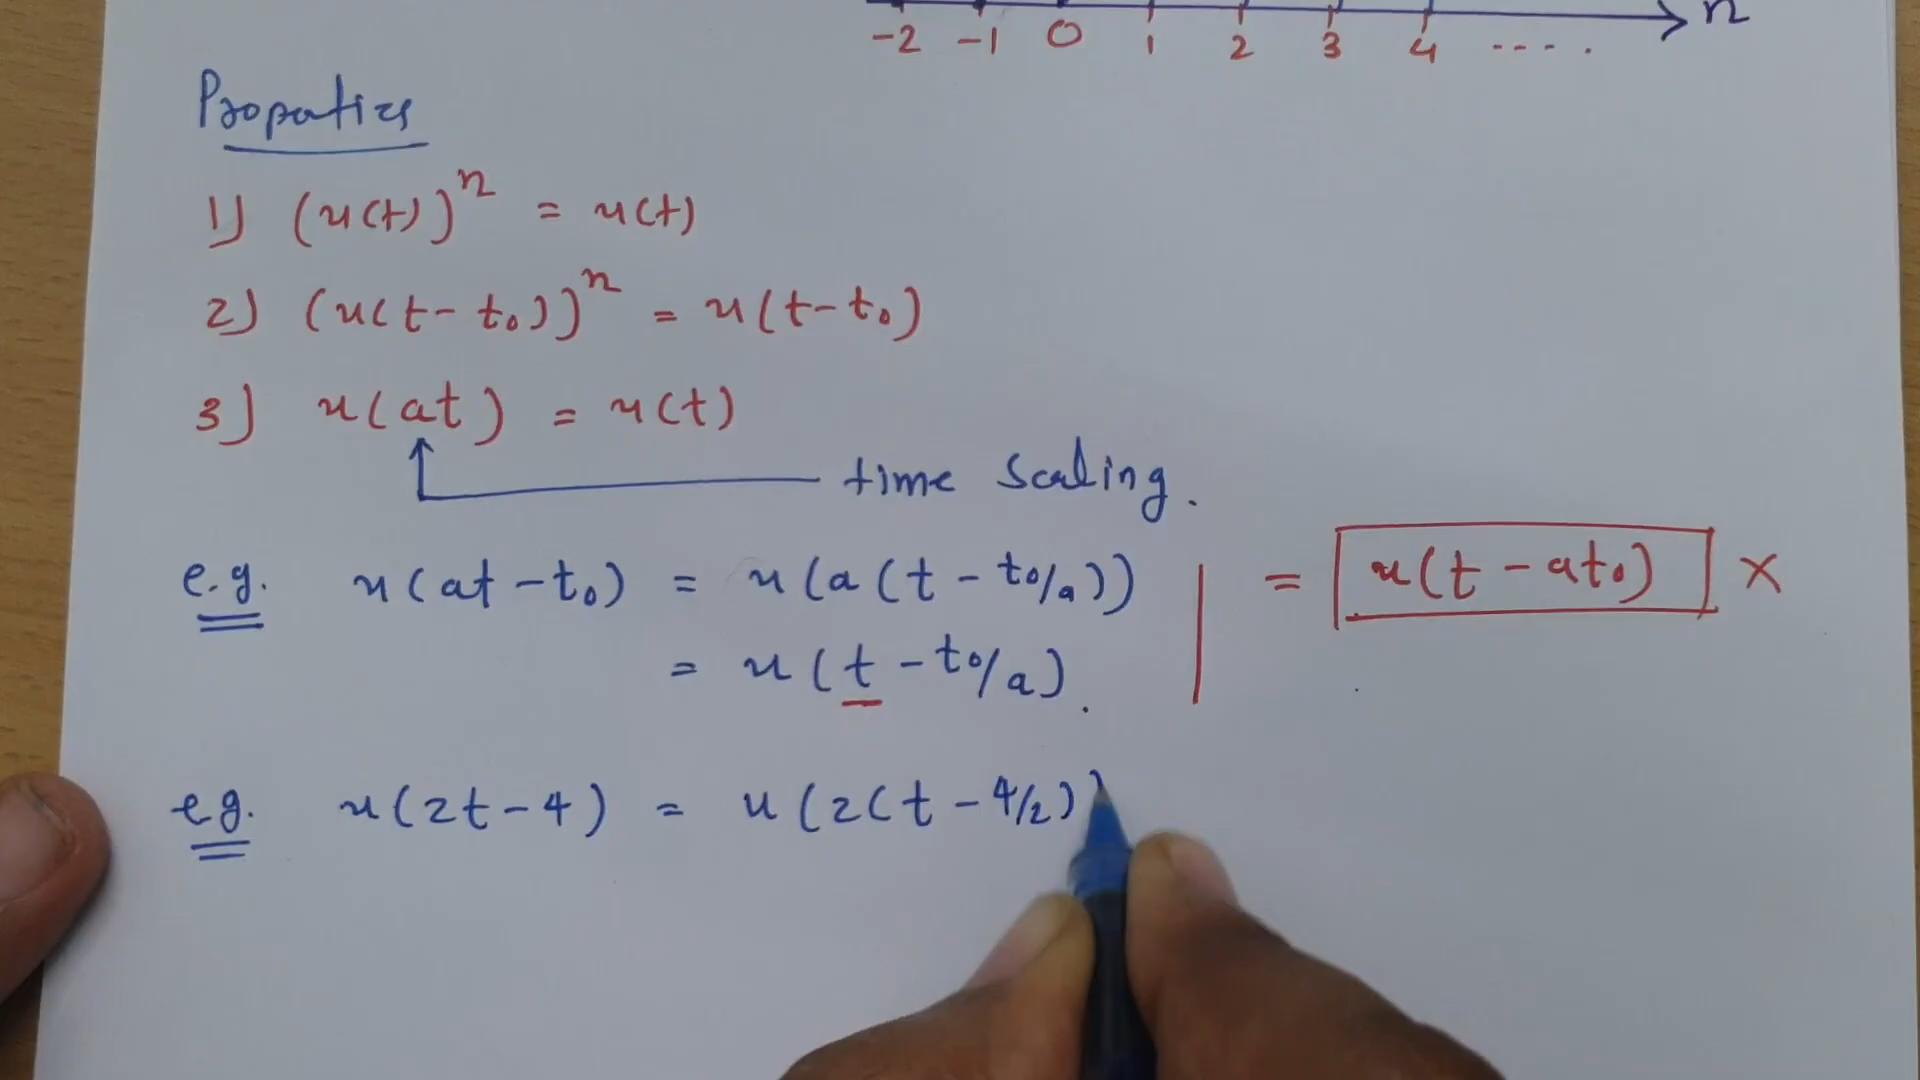 -2 -1 0 1 2 3 4 .... n
Properties
1) (u(t))^n = u(t)
2) (u(t-t₀))^n = u(t-t₀)
3) u(at) = u(t)
time scaling.
e.g. u(at-t₀) = u(a(t-t₀/a)) | = u(t-at₀) ×
= u(t-t₀/a).
e.g. u(2t-4) = u(2(t-4/2))